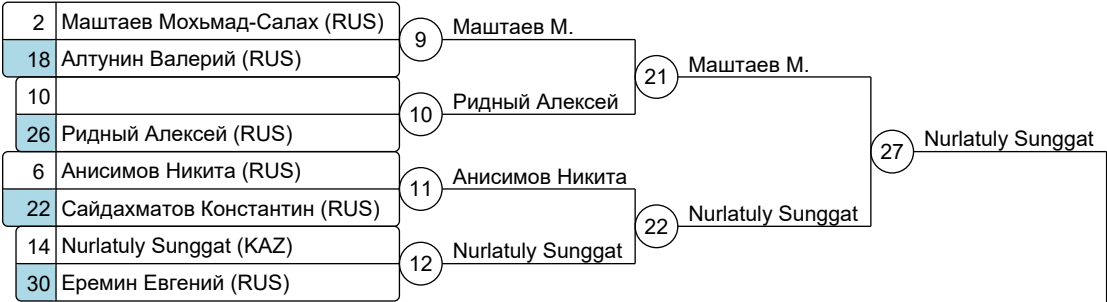 2 Маштаев Мохьмад-Салах (RUS)
18 Алтунин Валерий (RUS)
10
26 Ридный Алексей (RUS)
6 Анисимов Никита (RUS)
22 Сайдахматов Константин (RUS)
14 Nurlatuly Sunggat (KAZ)
30 Еремин Евгений (RUS)
9 Маштаев М.
10 Ридный Алексей
11 Анисимов Никита
12 Nurlatuly Sunggat
21 Маштаев М.
22 Nurlatuly Sunggat
27 Nurlatuly Sunggat